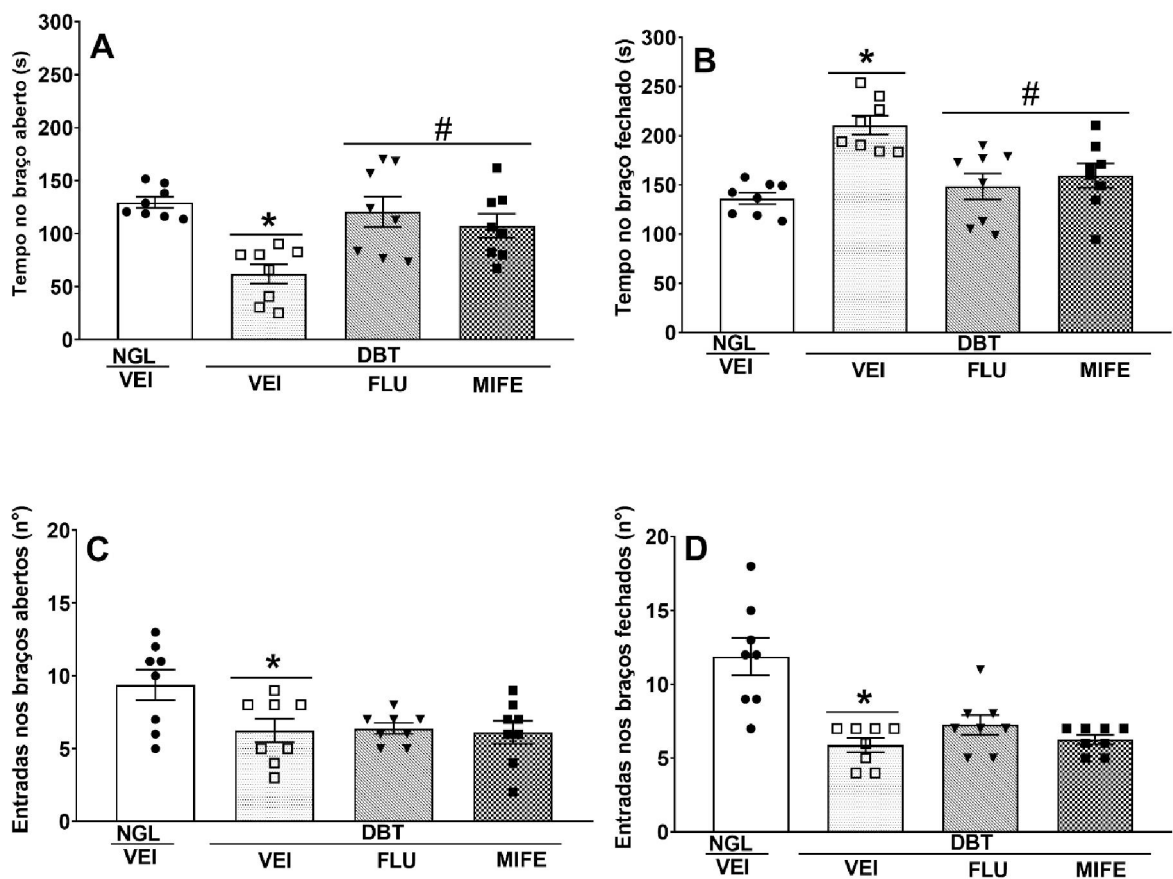 A
Tempo no braço aberto (s)
300
250
200
150
100
50
0
*
#
NGL
VEI
DBT
VEI FLU MIFE
B
Tempo no braço fechado (s)
300
250
200
150
100
50
0
*
#
NGL
VEI
DBT
VEI FLU MIFE
C
Entradas nos braços abertos (n°)
20
15
10
5
0
*
NGL
VEI
DBT
VEI FLU MIFE
D
Entradas nos braços fechados (n°)
20
15
10
5
0
*
NGL
VEI
DBT
VEI FLU MIFE